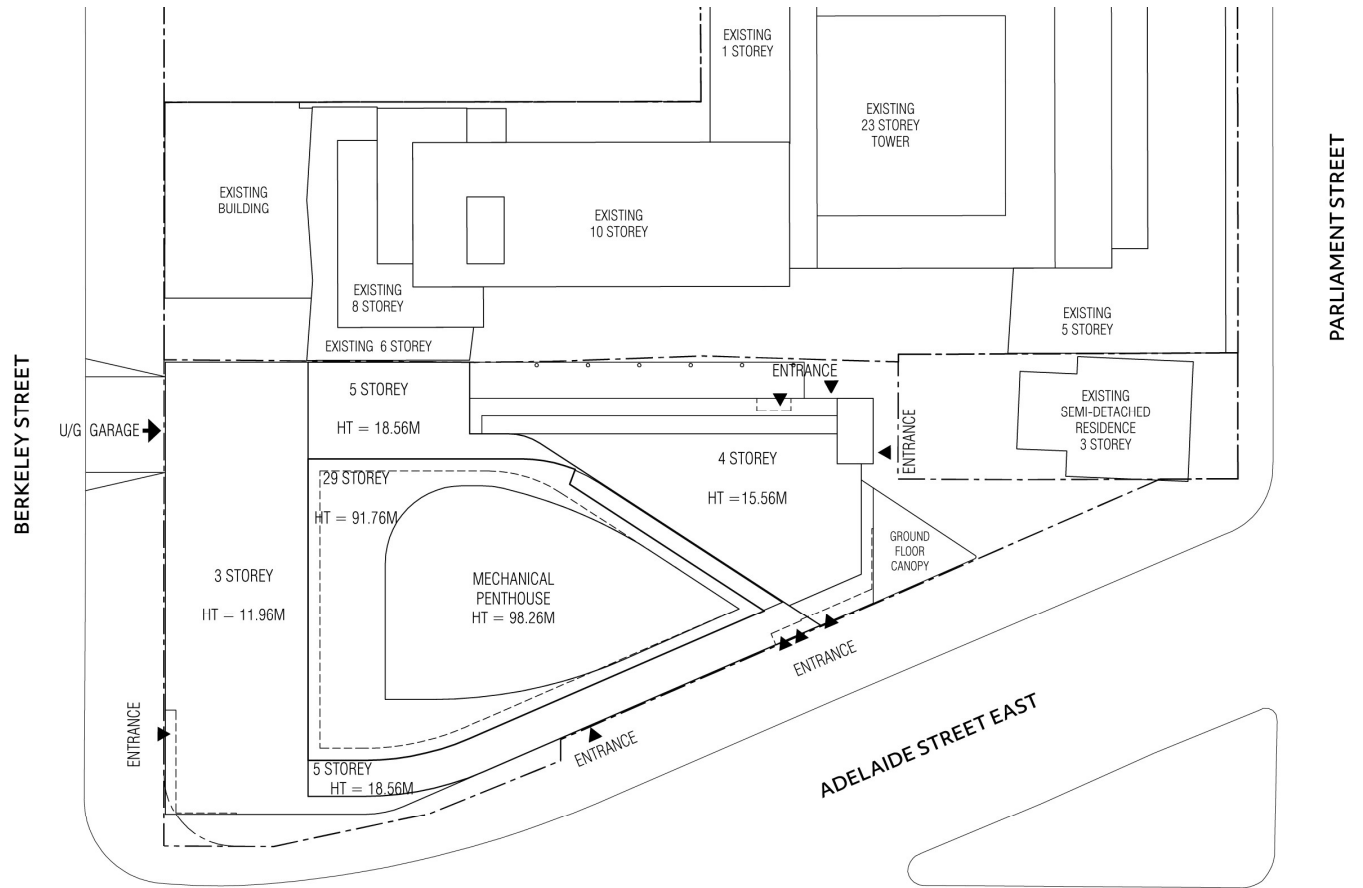 EXISTING
1 STOREY
EXISTING
23 STOREY
TOWER
EXISTING
BUILDING
EXISTING
10 STOREY
EXISTING
8 STOREY
EXISTING 6 STOREY
EXISTING
5 STOREY
PARLIAMENT STREET
BERKELEY STREET
U/G GARAGE
5 STOREY
HT = 18.56M
ENTRANCE
ENTRANCE
EXISTING
SEMI-DETACHED
RESIDENCE
3 STOREY
4 STOREY
HT =15.56M
29 STOREY
HT = 91.76M
GROUND
FLOOR
CANOPY
3 STOREY
HT – 11.96M
MECHANICAL
PENTHOUSE
HT = 98.26M
ENTRANCE
ENTRANCE
ENTRANCE
5 STOREY
HT = 18.56M
ADELAIDE STREET EAST